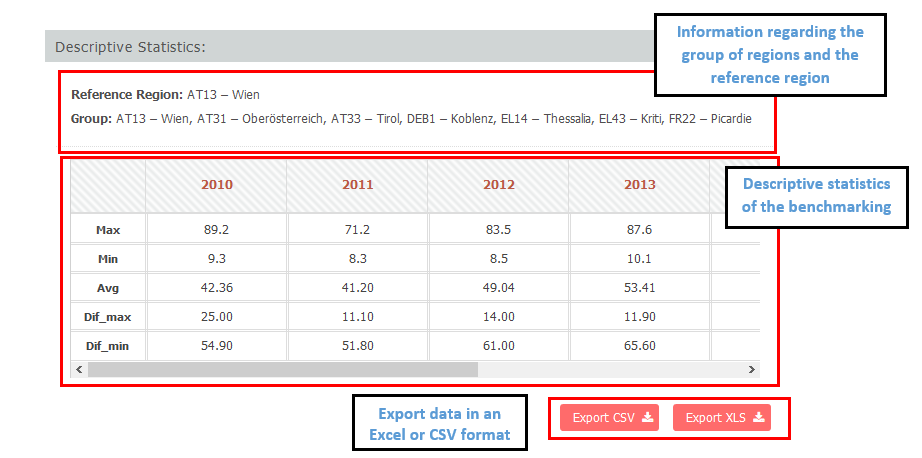 Information regarding the
group of regions and the
reference region
Descriptive Statistics:
Reference Region: AT13 – Wien
Group: AT13 – Wien, AT31 – Oberösterreich, AT33 – Tirol, DEB1 – Koblenz, EL14 – Thessalia, EL43 – Kriti, FR22 – Picardie
2010 2011 2012 2013
Descriptive statistics
of the benchmarking
Max 89.2 71.2 83.5 87.6
Min 9.3 8.3 8.5 10.1
Avg 42.36 41.20 49.04 53.41
Dif_max 25.00 11.10 14.00 11.90
Dif_min 54.90 51.80 61.00 65.60
Export data in an
Excel or CSV format
Export CSV Export XLS